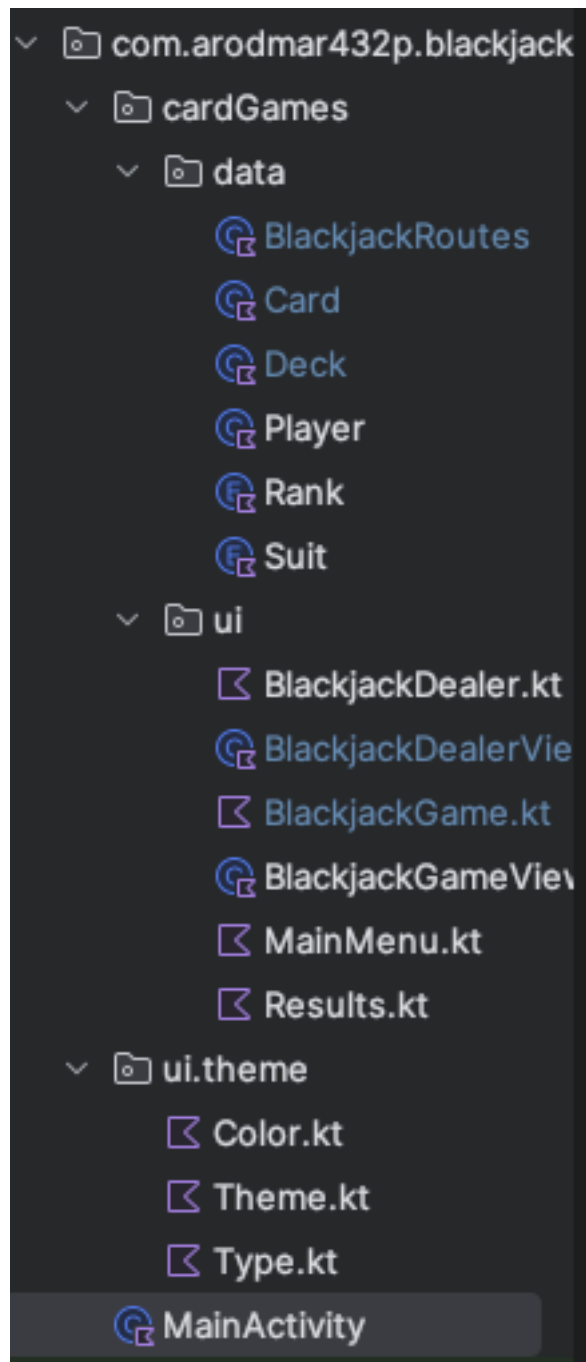 com.arodmar432p.blackjack
cardGames
data
BlackjackRoutes
Card
Deck
Player
Rank
Suit
ui
BlackjackDealer.kt
BlackjackDealerVie
BlackjackGame.kt
BlackjackGameView
MainMenu.kt
Results.kt
ui.theme
Color.kt
Theme.kt
Type.kt
MainActivity